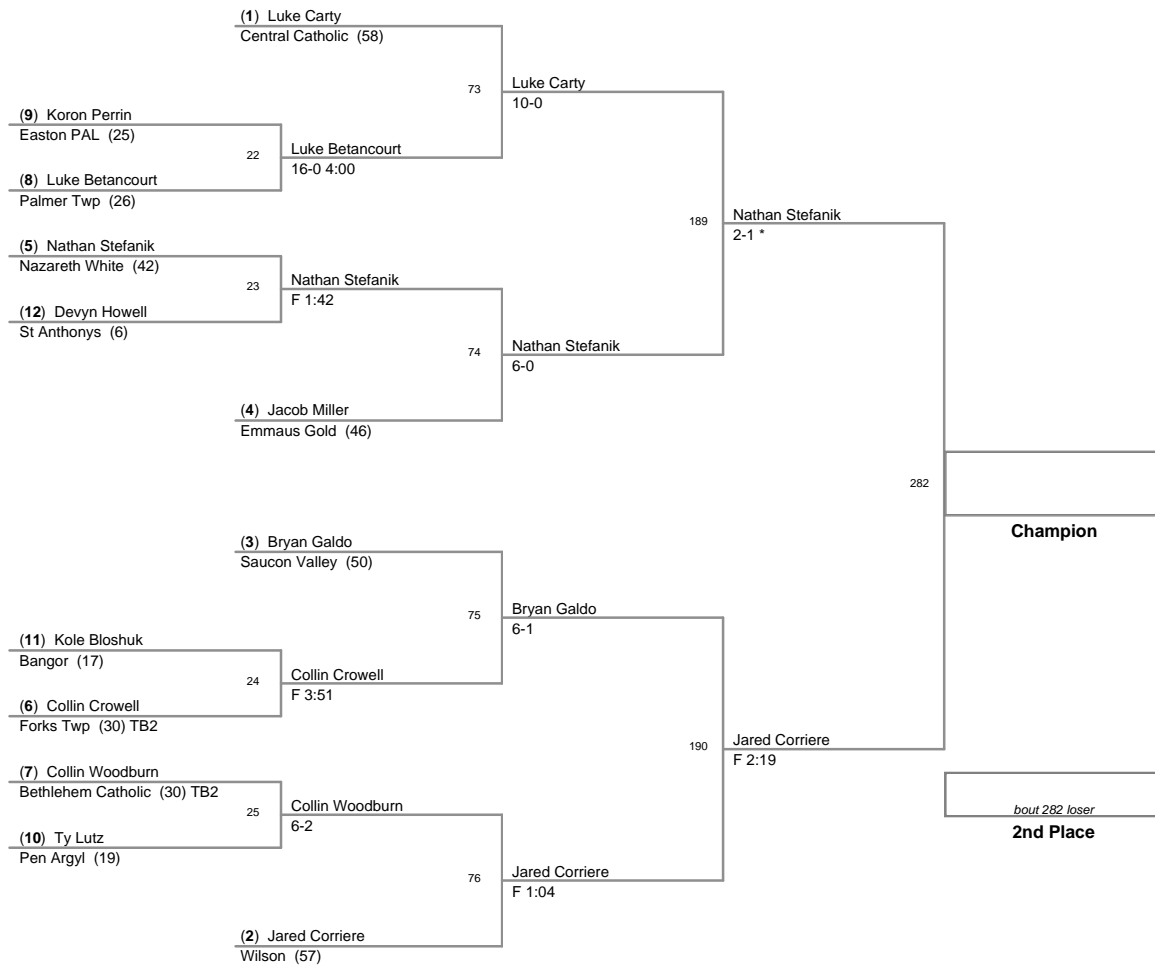 (1) Luke Carty
Central Catholic (58)
73
Luke Carty
10-0
(9) Koron Perrin
Easton PAL (25)
22
Luke Betancourt
16-0 4:00
(8) Luke Betancourt
Palmer Twp (26)
189
Nathan Stefanik
2-1 *
(5) Nathan Stefanik
Nazareth White (42)
23
Nathan Stefanik
F 1:42
(12) Devyn Howell
St Anthonys (6)
74
Nathan Stefanik
6-0
(4) Jacob Miller
Emmaus Gold (46)
282
Champion
(3) Bryan Galdo
Saucon Valley (50)
75
Bryan Galdo
6-1
(11) Kole Bloshuk
Bangor (17)
24
Collin Crowell
F 3:51
(6) Collin Crowell
Forks Twp (30) TB2
190
Jared Corriere
F 2:19
(7) Collin Woodburn
Bethlehem Catholic (30) TB2
25
Collin Woodburn
6-2
bout 282 loser
2nd Place
(10) Ty Lutz
Pen Argyl (19)
76
Jared Corriere
F 1:04
(2) Jared Corriere
Wilson (57)